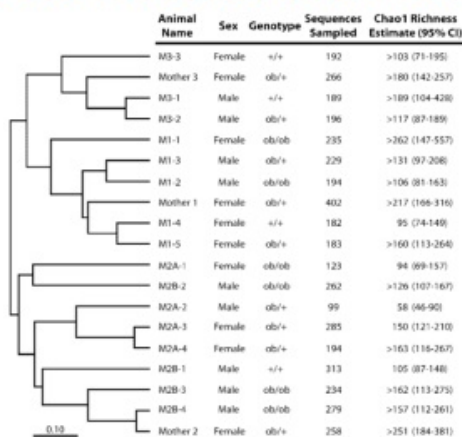 Animal Name Sex Genotype Sequences Sampled Chao1 Richness Estimate (95% CI)
M3-3 Female +/+ 192 >103 (71-195)
Mother 3 Female ob/+ 266 >180 (142-257)
M3-1 Male +/+ 189 >189 (104-428)
M3-2 Male ob/+ 196 >117 (87-189)
M1-1 Female ob/ob 235 >262 (147-557)
M1-3 Male ob/+ 229 >131 (97-208)
M1-2 Male ob/ob 194 >106 (81-163)
Mother 1 Female ob/+ 402 >217 (166-316)
M1-4 Female +/+ 182 95 (74-149)
M1-5 Female ob/+ 183 >160 (113-264)
M2A-1 Female ob/ob 123 94 (69-157)
M2B-2 Male ob/ob 262 >126 (107-167)
M2A-2 Male ob/+ 99 58 (46-90)
M2A-3 Female ob/+ 285 150 (121-210)
M2A-4 Female ob/+ 194 >163 (116-267)
M2B-1 Male +/+ 313 105 (87-148)
M2B-3 Male ob/ob 234 >162 (113-275)
M2B-4 Male ob/ob 279 >157 (112-261)
Mother 2 Female ob/+ 258 >251 (184-381)
0.10